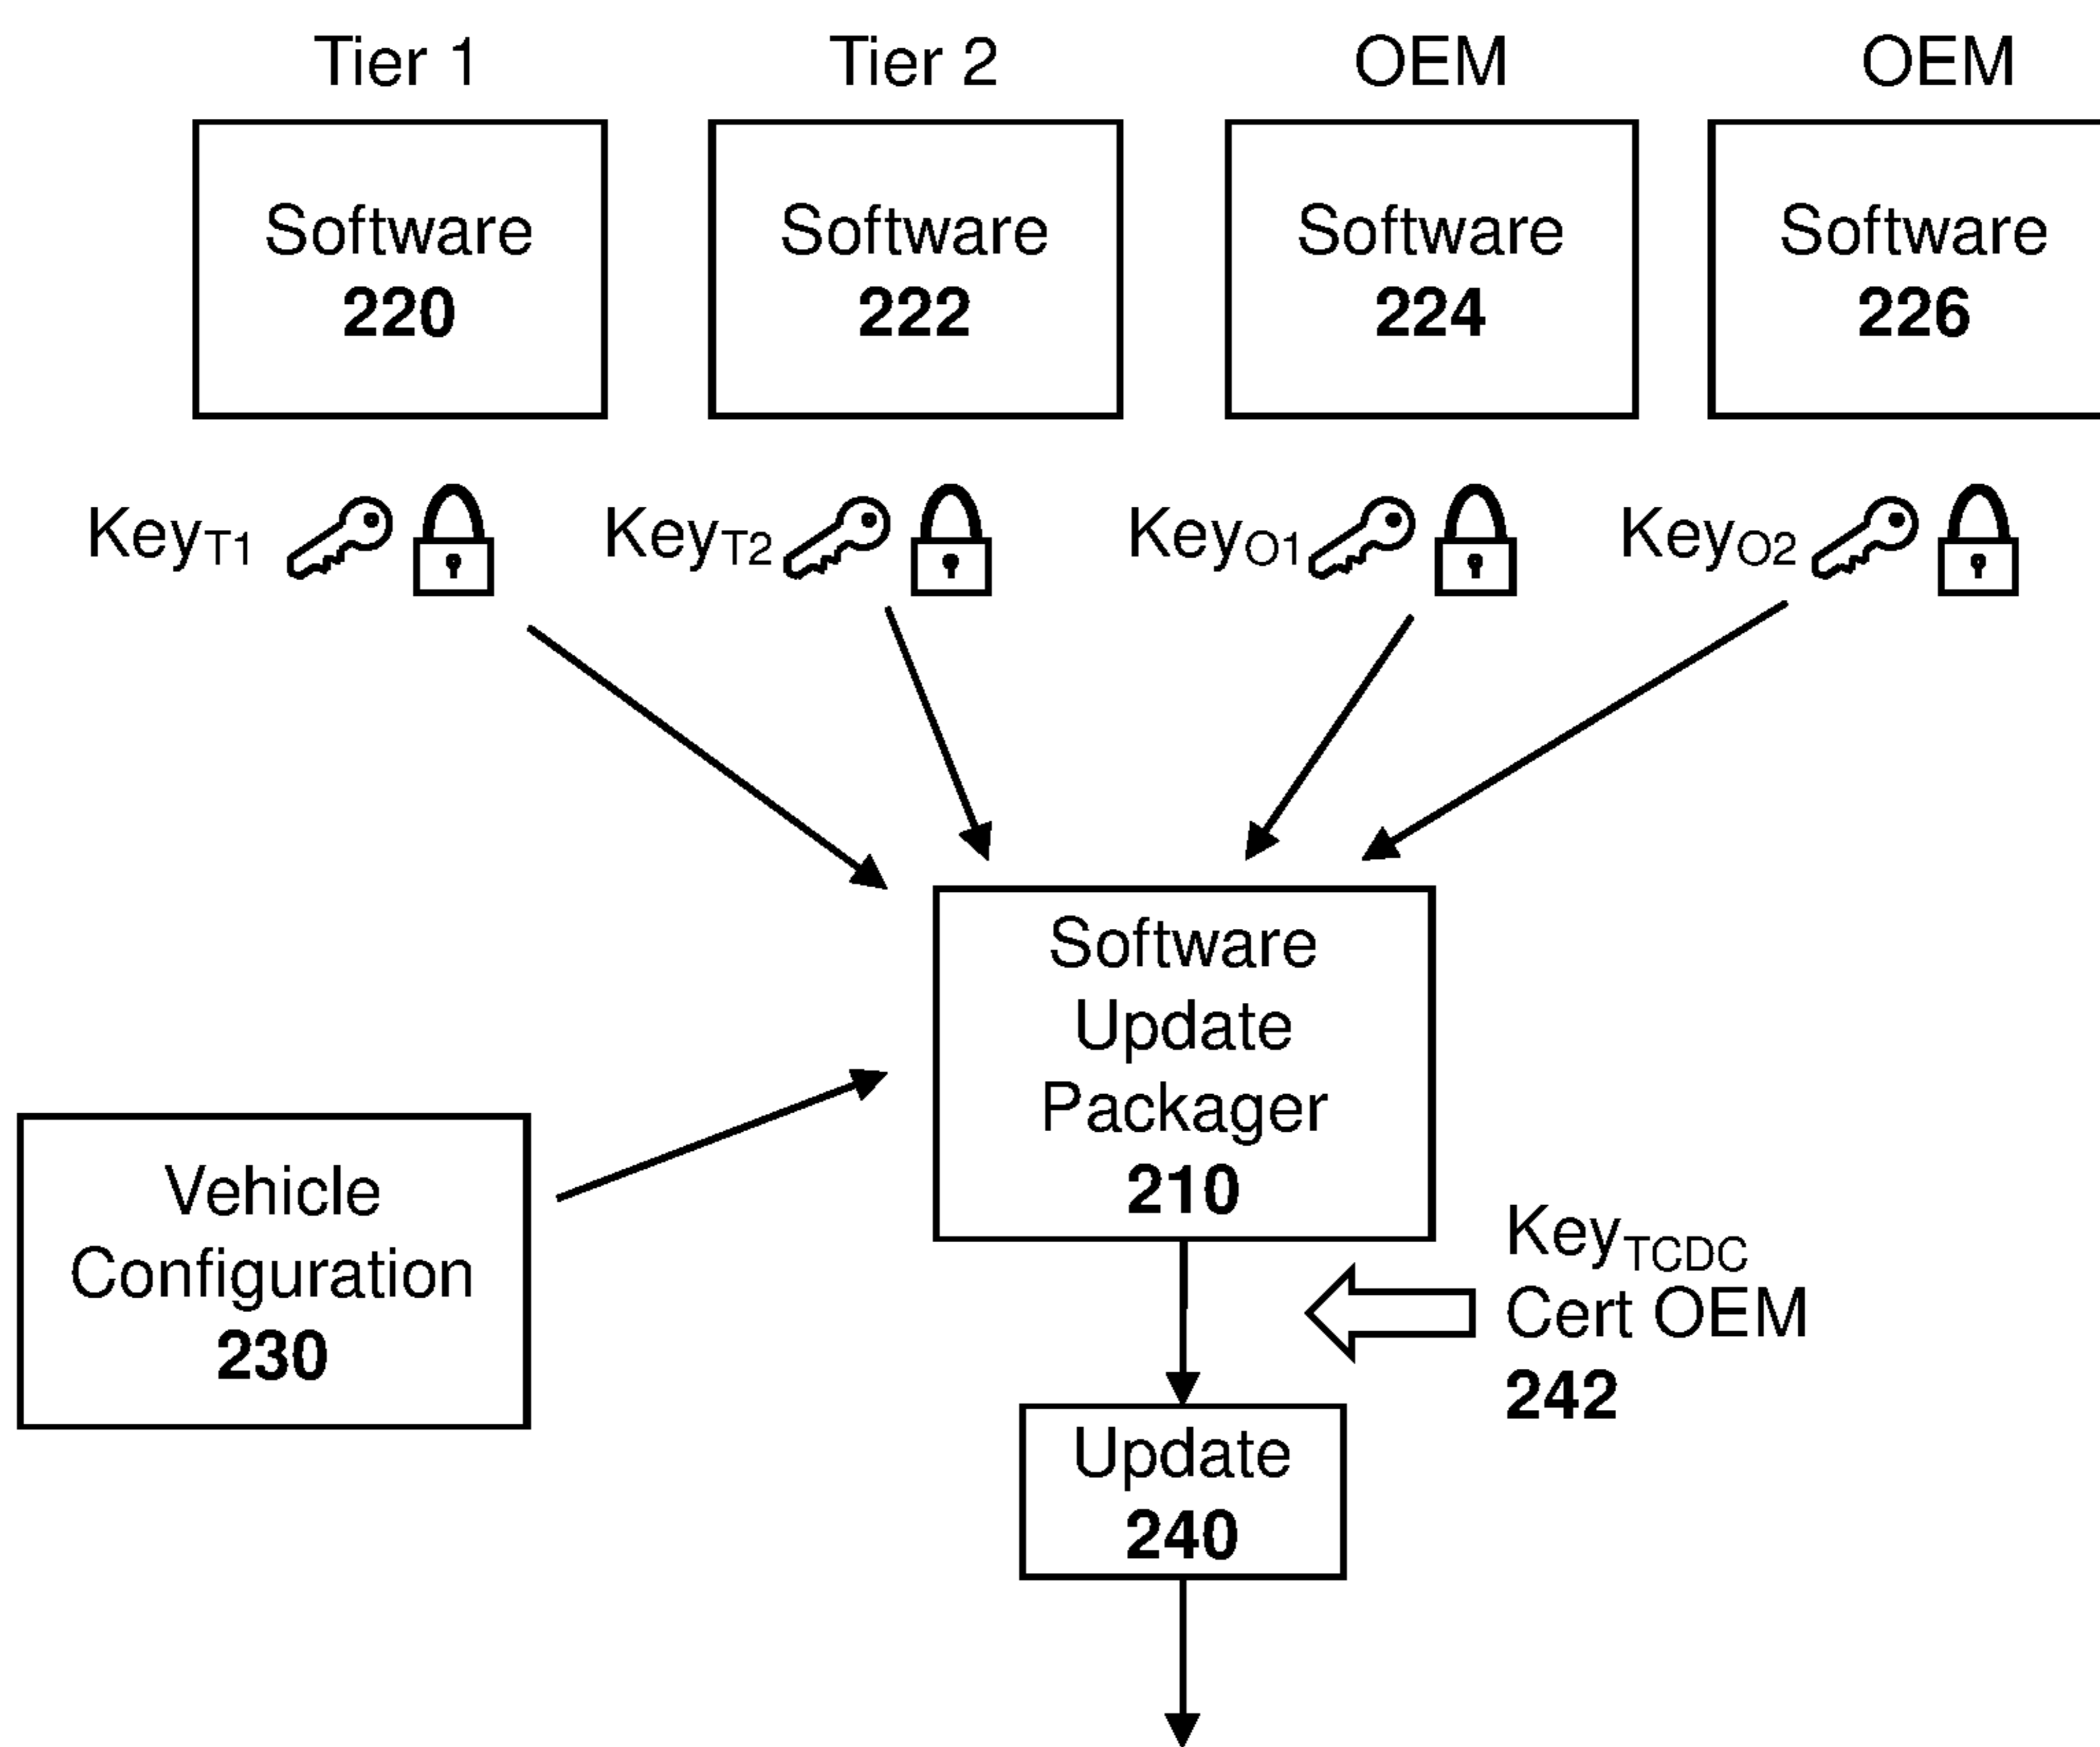 Tier 1
Tier 2
OEM
OEM
Software
220
Software
222
Software
224
Software
226
KeyT1
KeyT2
KeyO1
KeyO2
Software
Update
Packager
210
Vehicle
Configuration
230
KeyTCDC
Cert OEM
242
Update
240